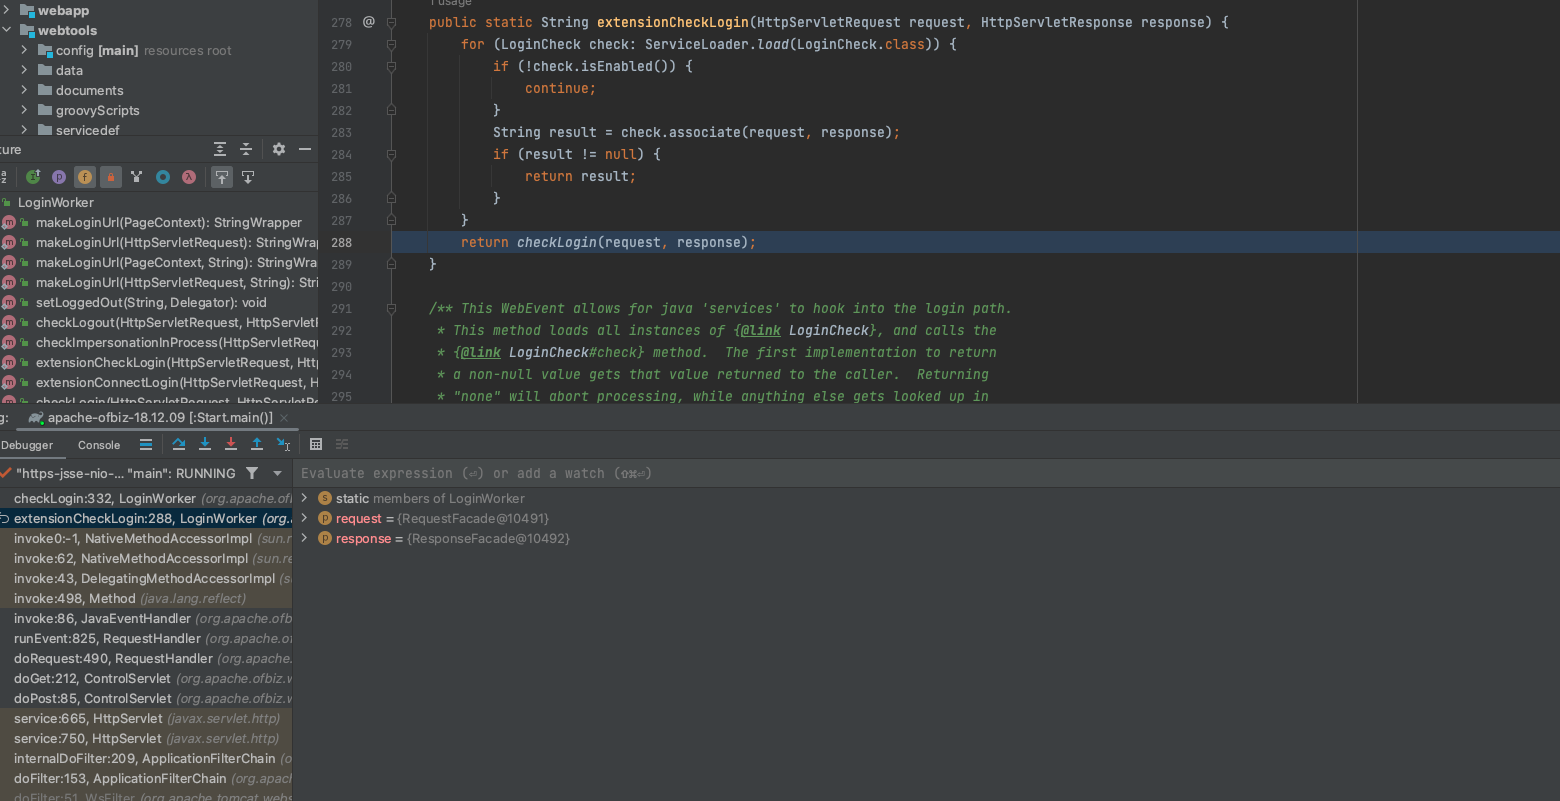 webapp
webtools
config [main] resources root
data
documents
groovyScripts
servicedef
ture
LoginWorker
makeLoginUrl(PageContext): StringWrapper
makeLoginUrl(HttpServletRequest): StringWrap
makeLoginUrl(PageContext, String): StringWra
makeLoginUrl(HttpServletRequest, String): Stri
setLoggedOut(String, Delegator): void
checkLogout(HttpServletRequest, HttpServletR
checkImpersonationInProcess(HttpServletRequ
extensionCheckLogin(HttpServletRequest, Http
extensionConnectLogin(HttpServletRequest, H
checkLogin(HttpServletRequest, HttpServletRe
1 usage
278 @ public static String extensionCheckLogin(HttpServletRequest request, HttpServletResponse response) {
279 for (LoginCheck check: ServiceLoader.load(LoginCheck.class)) {
280 if (!check.isEnabled()) {
281 continue;
282 }
283 String result = check.associate(request, response);
284 if (result != null) {
285 return result;
286 }
287 }
288 return checkLogin(request, response);
289 }
290
291 /** This WebEvent allows for java 'services' to hook into the login path.
292 * This method loads all instances of {@link LoginCheck}, and calls the
293 * {@link LoginCheck#check} method.  The first implementation to return
294 * a non-null value gets that value returned to the caller.  Returning
295 * "none" will abort processing, while anything else gets looked up in
g: apache-ofbiz-18.12.09 [:Start.main()]
Debugger Console
"https-jsse-nio-... "main": RUNNING
Evaluate expression (⏎) or add a watch (⇧⌘⏎)
checkLogin:332, LoginWorker (org.apache.ofb
extensionCheckLogin:288, LoginWorker (org.
invoke0:-1, NativeMethodAccessorImpl (sun.r
invoke:62, NativeMethodAccessorImpl (sun.re
invoke:43, DelegatingMethodAccessorImpl (s
invoke:498, Method (java.lang.reflect)
invoke:86, JavaEventHandler (org.apache.ofb
runEvent:825, RequestHandler (org.apache.of
doRequest:490, RequestHandler (org.apache.
doGet:212, ControlServlet (org.apache.ofbiz.w
doPost:85, ControlServlet (org.apache.ofbiz.w
service:665, HttpServlet (javax.servlet.http)
service:750, HttpServlet (javax.servlet.http)
internalDoFilter:209, ApplicationFilterChain (o
doFilter:153, ApplicationFilterChain (org.apach
doFilter:51, WsFilter (org.apache.tomcat.webs
static members of LoginWorker
request = {RequestFacade@10491}
response = {ResponseFacade@10492}